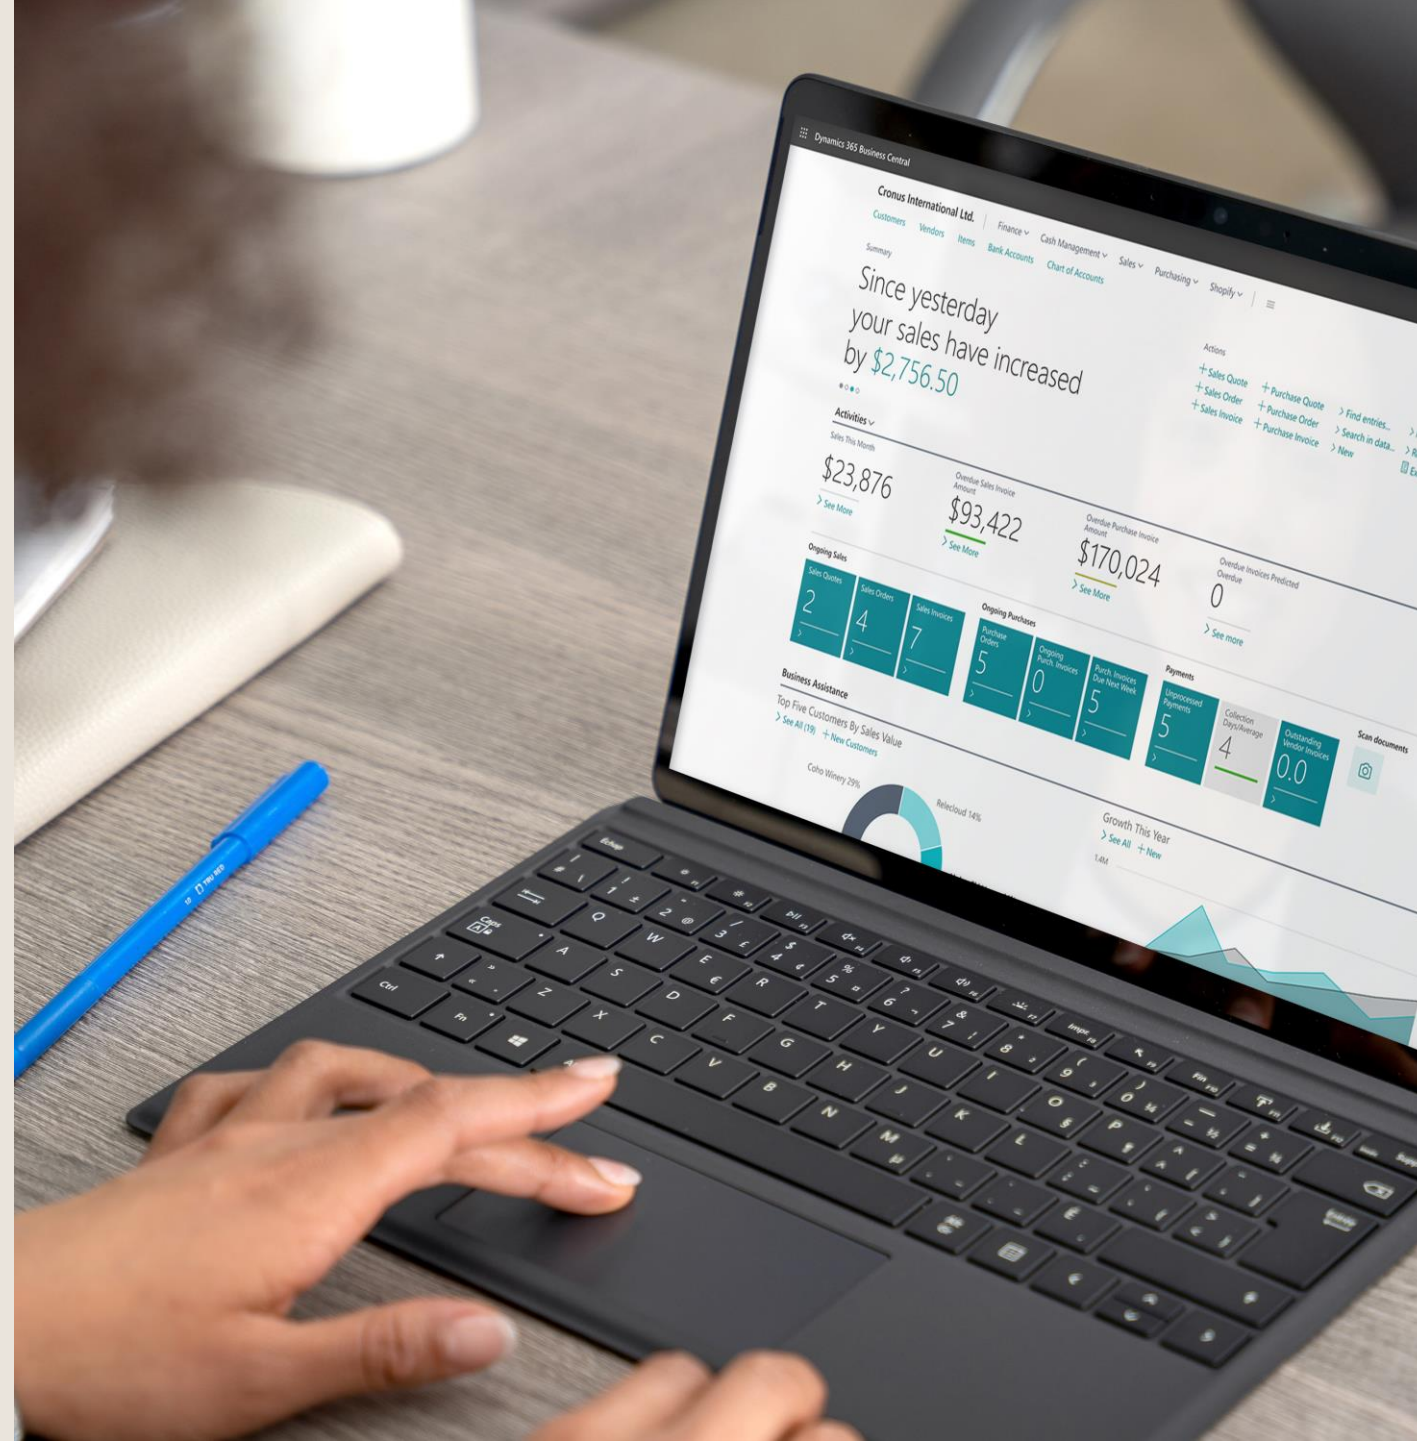 Dynamics 365 Business Central
Cronus International Ltd.
Finance
Cash Management
Sales
Purchasing
Shopify
Customers
Vendors
Items
Bank Accounts
Chart of Accounts
Summary
Since yesterday
your sales have increased
by $2,756.50
Actions
+ Sales Quote
+ Sales Order
+ Sales Invoice
+ Purchase Quote
+ Purchase Order
+ Purchase Invoice
> Find entries...
> Search in data...
> New
Activities
Sales This Month
$23,876
> See More
Overdue Sales Invoice
Amount
$93,422
> See More
Overdue Purchase Invoice
Amount
$170,024
> See More
Overdue Invoices Predicted
Overdue
0
> See more
Ongoing Sales
Sales Quotes
2
Sales Orders
4
Sales Invoices
7
Ongoing Purchases
Purchase
Orders
5
Ongoing
Purch. Invoices
0
Purch. Invoices
Due Next Week
5
Payments
Unprocessed
Payments
5
Collection
Days/Average
4
Outstanding
Vendor Invoices
0.0
Scan documents
Business Assistance
Top Five Customers By Sales Value
> See All (19) + New Customers
Coho Winery 29%
Relecloud 14%
Growth This Year
> See All + New
1.4M
TRU RED
Echap
Caps
Q W E R T Y U I O P
A S D F G H J K L
Z X C V B N M
Ctrl
Fn